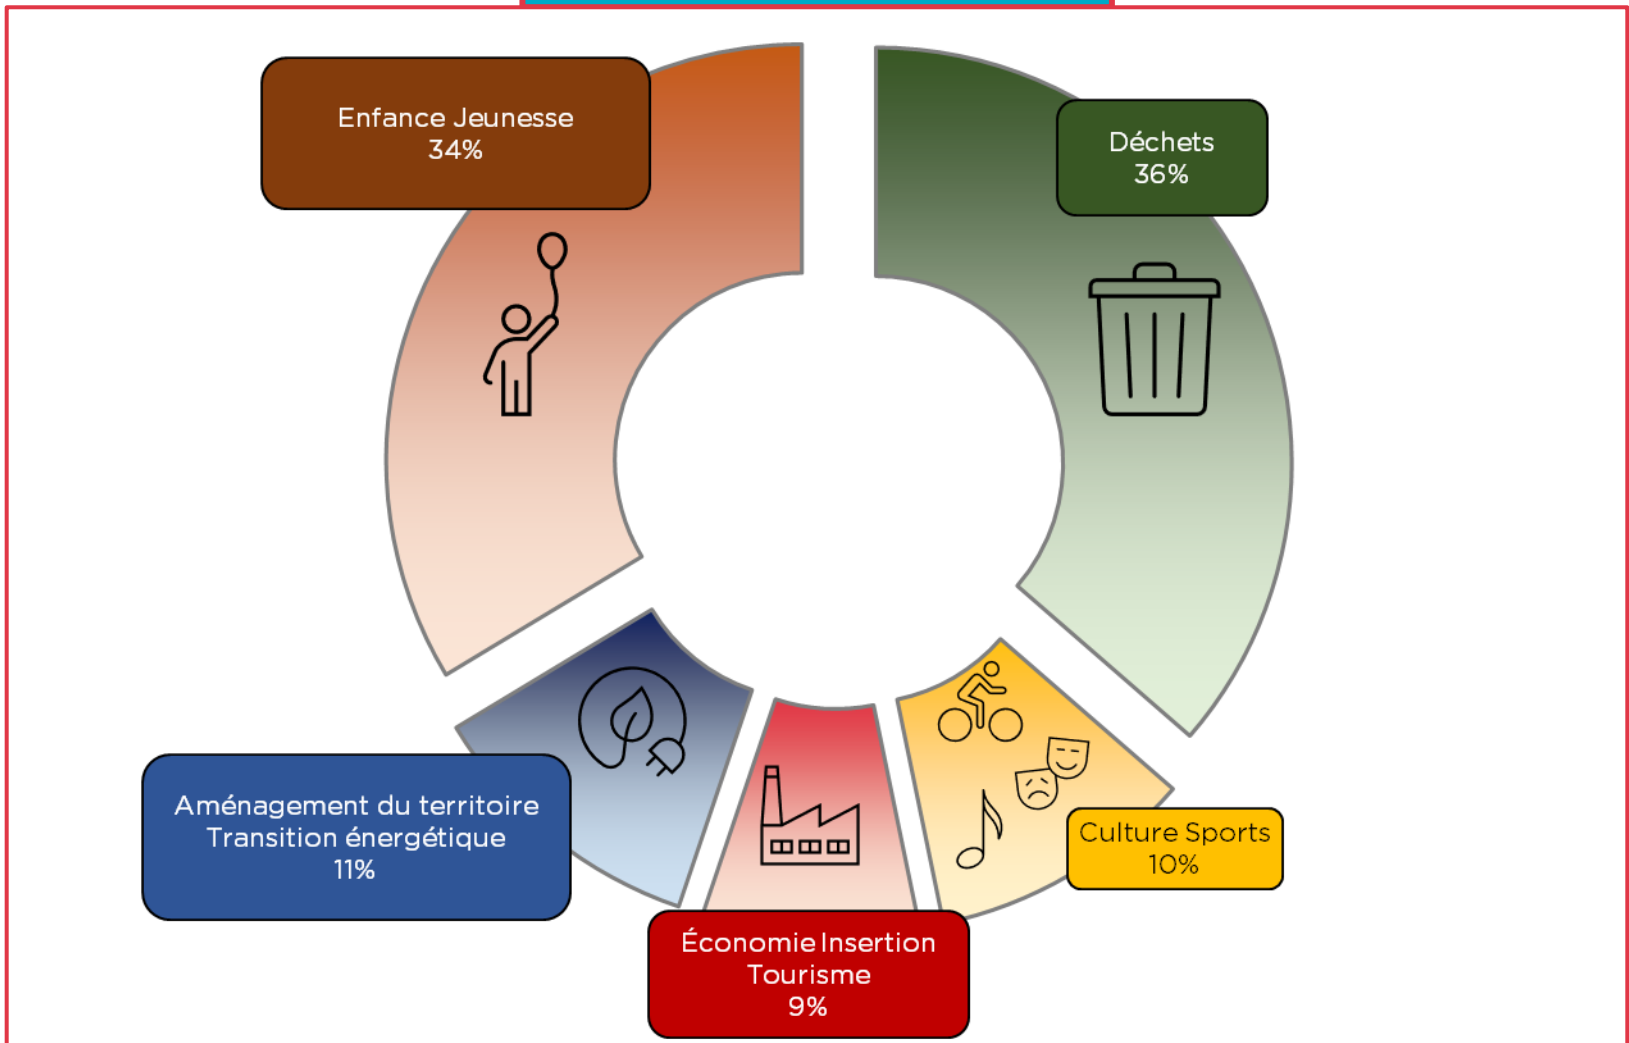 Enfance Jeunesse
34%
Déchets
36%
Aménagement du territoire
Transition énergétique
11%
Culture Sports
10%
Économie Insertion
Tourisme
9%